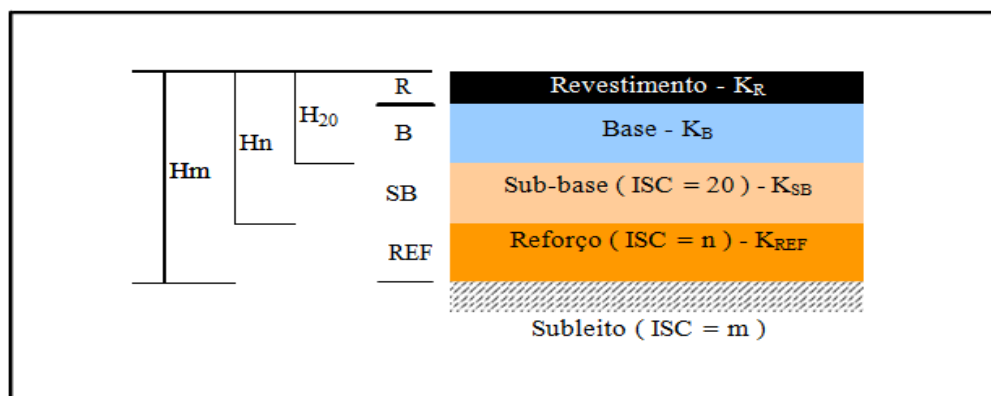 R
Revestimento - K_R
H₂₀
B
Base - K_B
Hn
Hm
SB
Sub-base ( ISC = 20 ) - K_SB
REF
Reforço ( ISC = n ) - K_REF
Subleito ( ISC = m )